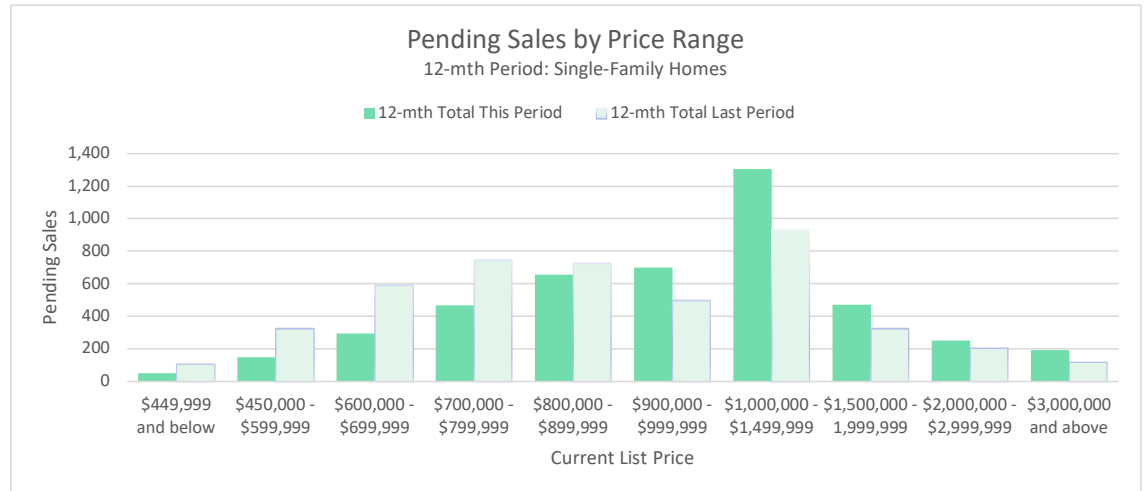 Pending Sales by Price Range
12-mth Period: Single-Family Homes
12-mth Total This Period 12-mth Total Last Period
1,400
1,200
1,000
800
600
400
200
0
Pending Sales
$449,999 $450,000 - $600,000 - $700,000 - $800,000 - $900,000 - $1,000,000 - $1,500,000 - $2,000,000 - $3,000,000
and below $599,999 $699,999 $799,999 $899,999 $999,999 $1,499,999 1,999,999 $2,999,999 and above
Current List Price